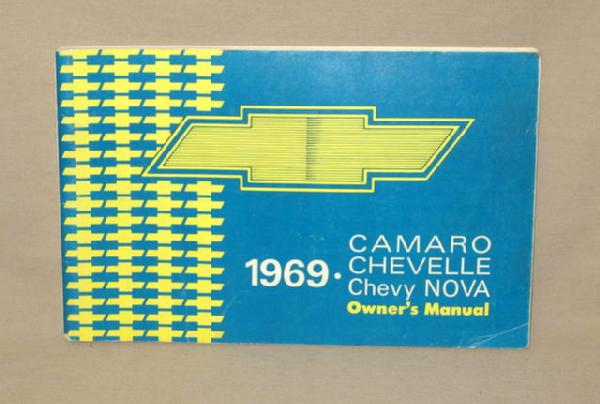 CAMARO
1969 • CHEVELLE
Chevy NOVA
Owner's Manual